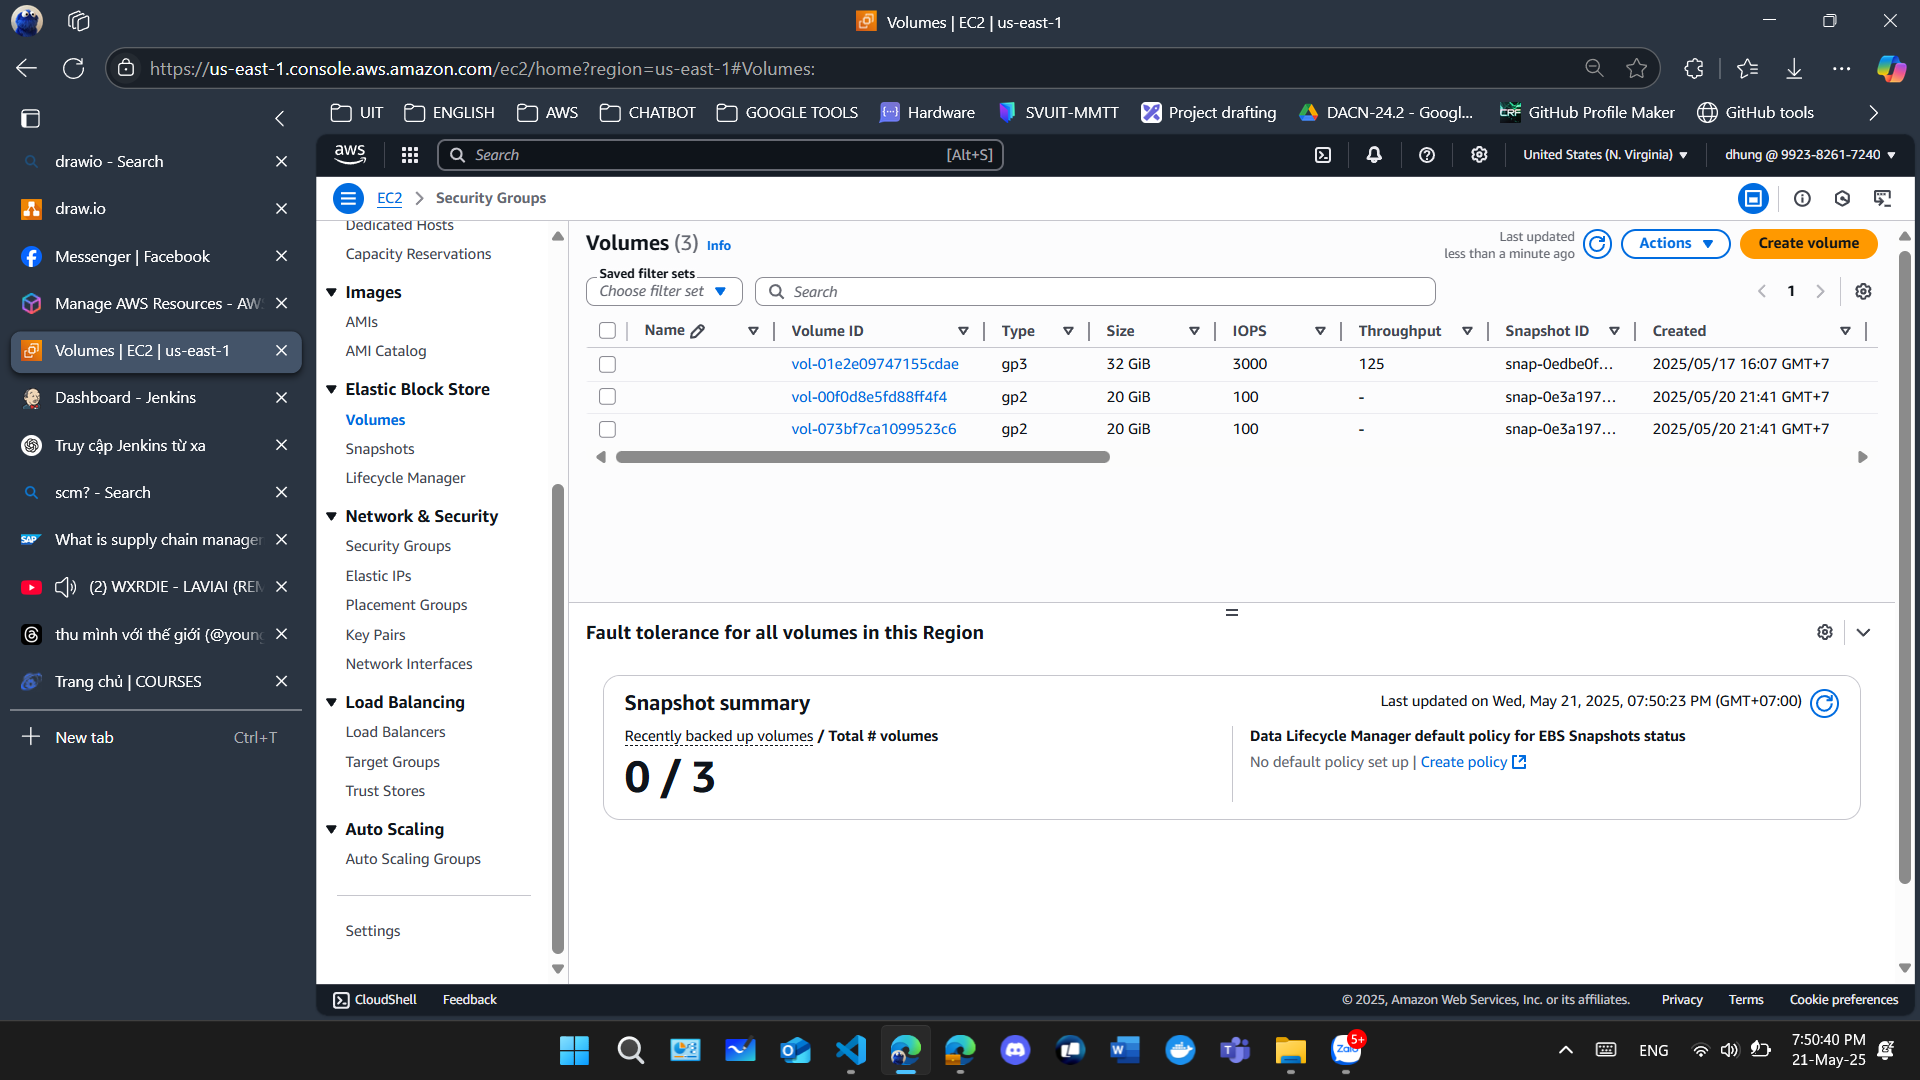 Volumes | EC2 | us-east-1
https://us-east-1.console.aws.amazon.com/ec2/home?region=us-east-1#Volumes:
UIT
ENGLISH
AWS
CHATBOT
GOOGLE TOOLS
Hardware
SVUIT-MMTT
Project drafting
DACN-24.2 - Googl...
GitHub Profile Maker
GitHub tools
drawio - Search
draw.io
Messenger | Facebook
Manage AWS Resources - AW
Volumes | EC2 | us-east-1
Dashboard - Jenkins
Truy cập Jenkins từ xa
scm? - Search
What is supply chain manager
(2) WXRDIE - LAVIAI (REM
thu mình với thế giới (@young
Trang chủ | COURSES
New tab
Ctrl+T
aws
Search
[Alt+S]
United States (N. Virginia)
dhung @ 9923-8261-7240
EC2
Security Groups
Dedicated Hosts
Capacity Reservations
Images
AMIs
AMI Catalog
Elastic Block Store
Volumes
Snapshots
Lifecycle Manager
Network & Security
Security Groups
Elastic IPs
Placement Groups
Key Pairs
Network Interfaces
Load Balancing
Load Balancers
Target Groups
Trust Stores
Auto Scaling
Auto Scaling Groups
Settings
Volumes (3) Info
Last updated
less than a minute ago
Actions
Create volume
Saved filter sets
Choose filter set
Search
1
Name Volume ID Type Size IOPS Throughput Snapshot ID Created
vol-01e2e09747155cdae gp3 32 GiB 3000 125 snap-0edbe0f... 2025/05/17 16:07 GMT+7
vol-00f0d8e5fd88ff4f4 gp2 20 GiB 100 - snap-0e3a197... 2025/05/20 21:41 GMT+7
vol-073bf7ca1099523c6 gp2 20 GiB 100 - snap-0e3a197... 2025/05/20 21:41 GMT+7
Fault tolerance for all volumes in this Region
Snapshot summary
Last updated on Wed, May 21, 2025, 07:50:23 PM (GMT+07:00)
Recently backed up volumes / Total # volumes
0 / 3
Data Lifecycle Manager default policy for EBS Snapshots status
No default policy set up | Create policy
CloudShell
Feedback
© 2025, Amazon Web Services, Inc. or its affiliates.
Privacy
Terms
Cookie preferences
5+
Zalo
ENG
7:50:40 PM
21-May-25